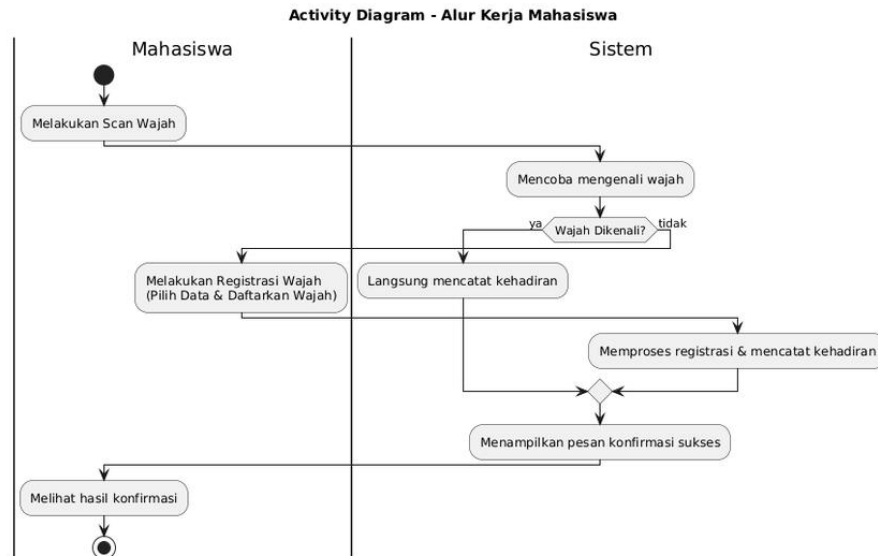 Activity Diagram - Alur Kerja Mahasiswa
Mahasiswa
Sistem
Melakukan Scan Wajah
Mencoba mengenali wajah
ya
Wajah Dikenali?
tidak
Melakukan Registrasi Wajah
(Pilih Data & Daftarkan Wajah)
Langsung mencatat kehadiran
Memproses registrasi & mencatat kehadiran
Menampilkan pesan konfirmasi sukses
Melihat hasil konfirmasi